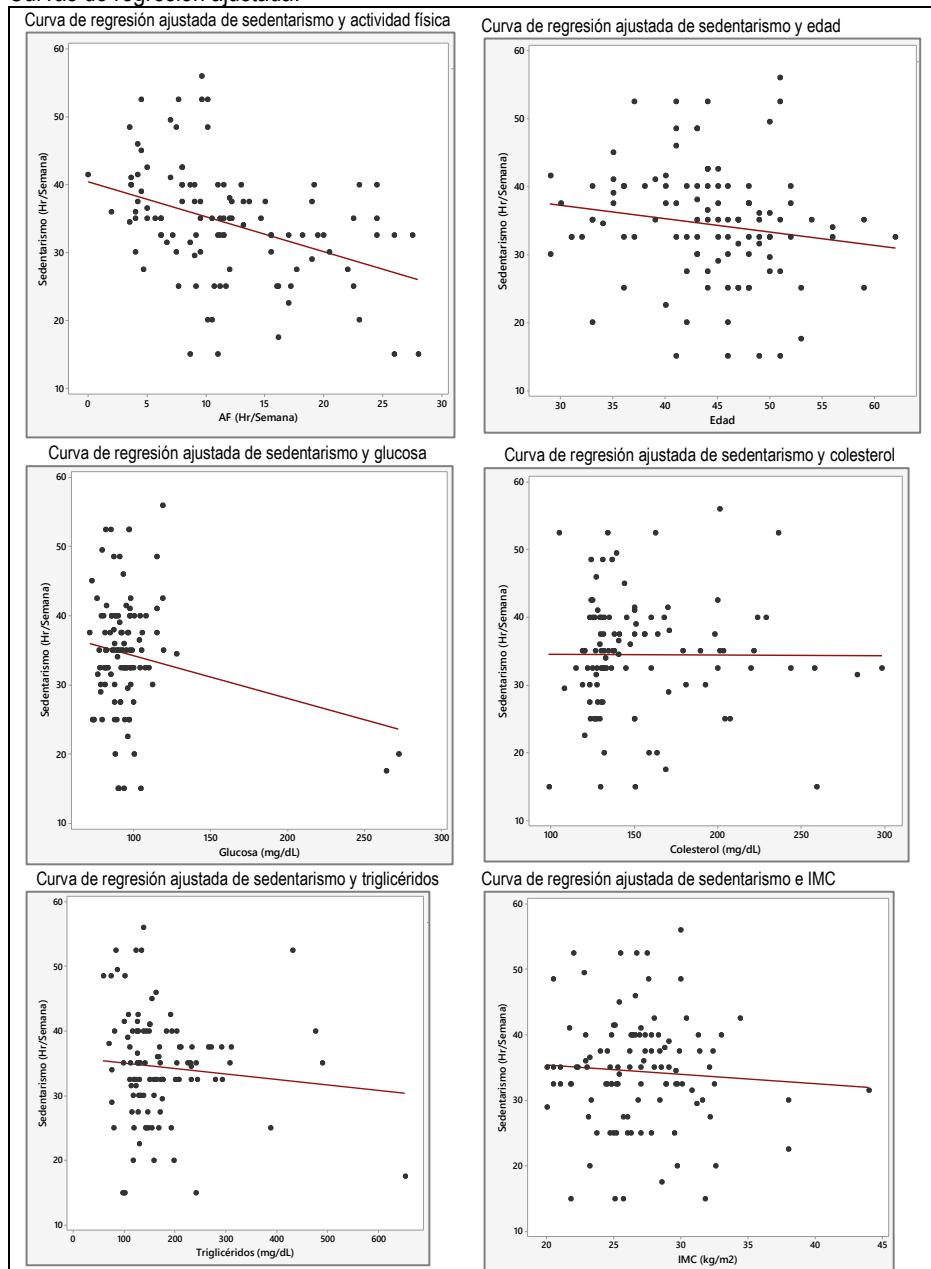 Curvas de regresión ajustada.
Curva de regresión ajustada de sedentarismo y actividad física
60
50
40
30
20
10
Sedentarismo (Hr/Semana)
0 5 10 15 20 25 30
AF (Hr/Semana)
Curva de regresión ajustada de sedentarismo y edad
60
50
40
30
20
10
Sedentarismo (Hr/Semana)
30 35 40 45 50 55 60
Edad
Curva de regresión ajustada de sedentarismo y glucosa
60
50
40
30
20
10
Sedentarismo (Hr/Semana)
100 150 200 250 300
Glucosa (mg/dL)
Curva de regresión ajustada de sedentarismo y colesterol
60
50
40
30
20
10
Sedentarismo (Hr/Semana)
100 150 200 250 300
Colesterol (mg/dL)
Curva de regresión ajustada de sedentarismo y triglicéridos
60
50
40
30
20
10
Sedentarismo (Hr/Semana)
0 100 200 300 400 500 600
Triglicéridos (mg/dL)
Curva de regresión ajustada de sedentarismo e IMC
60
50
40
30
20
10
Sedentarismo (Hr/Semana)
20 25 30 35 40 45
IMC (kg/m2)